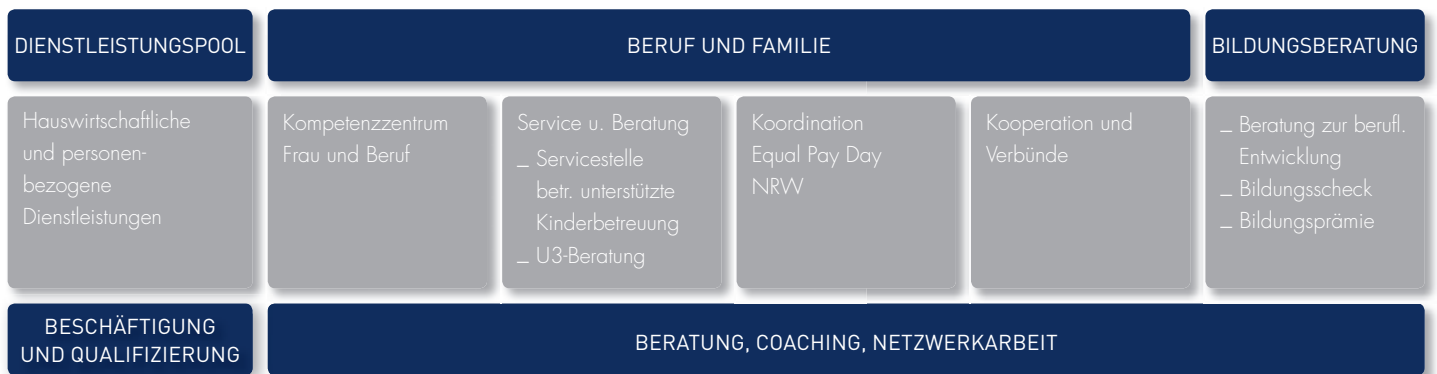 DIENSTLEISTUNGSPOOL
BERUF UND FAMILIE
BILDUNGSBERATUNG
Hauswirtschaftliche
und personen-
bezogene
Dienstleistungen
Kompetenzzentrum
Frau und Beruf
Service u. Beratung
_ Servicestelle
betr. unterstützte
Kinderbetreuung
_ U3-Beratung
Koordination
Equal Pay Day
NRW
Kooperation und
Verbünde
_ Beratung zur berufl.
Entwicklung
_ Bildungsscheck
_ Bildungsprämie
BESCHÄFTIGUNG
UND QUALIFIZIERUNG
BERATUNG, COACHING, NETZWERKARBEIT